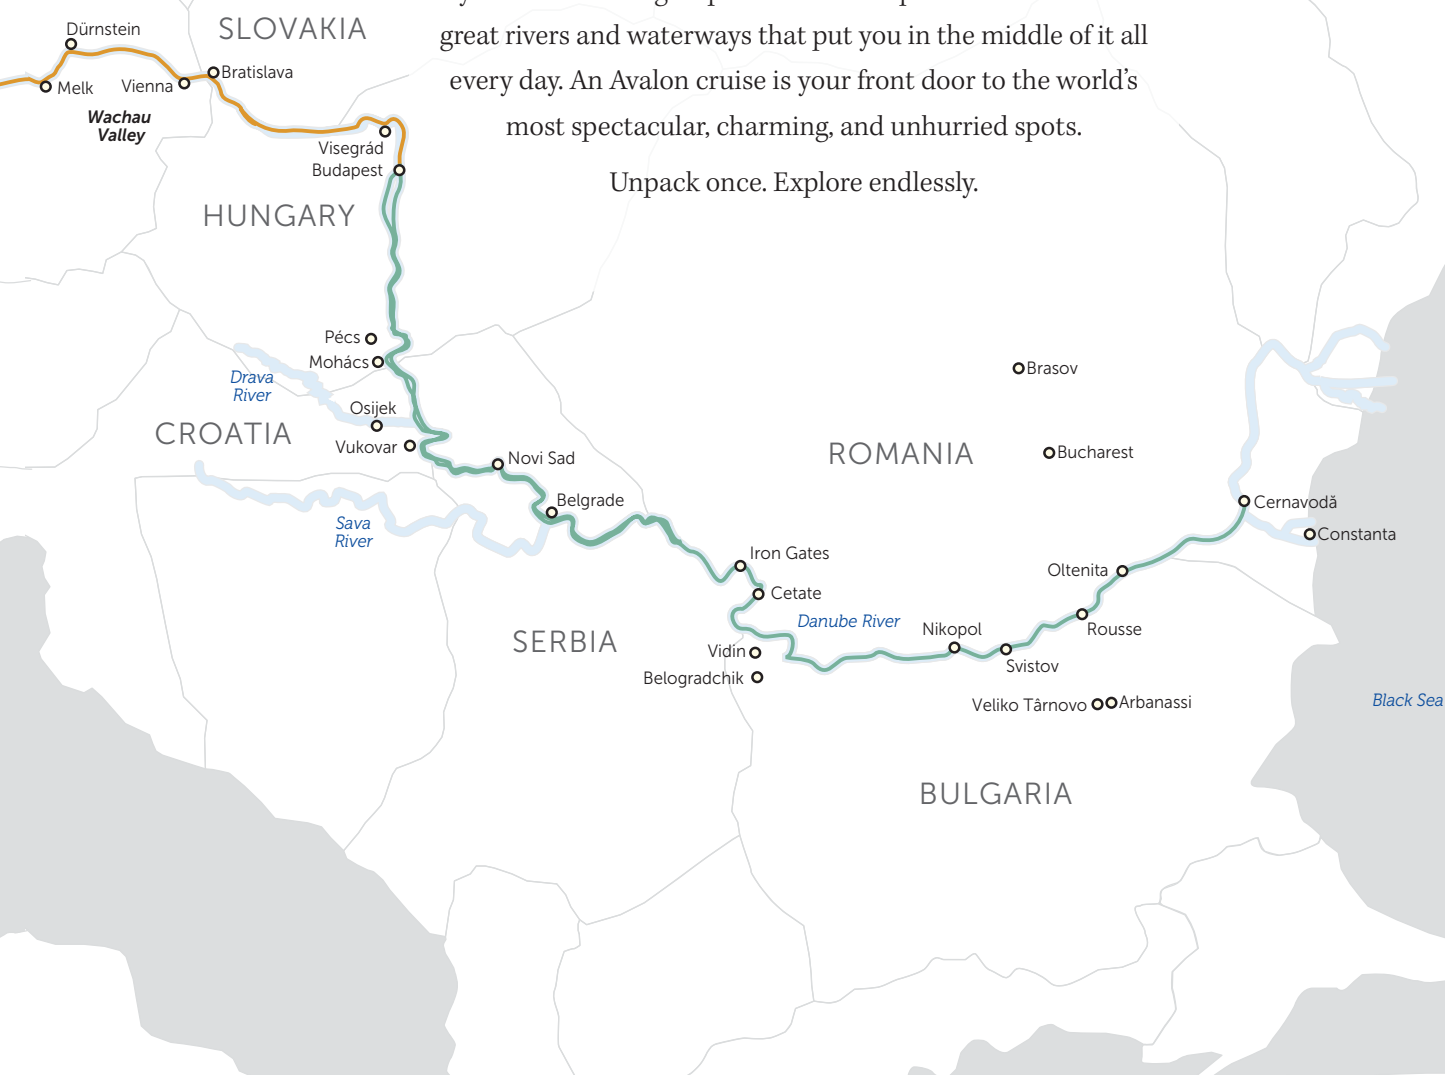 great rivers and waterways that put you in the middle of it all
every day. An Avalon cruise is your front door to the world’s
most spectacular, charming, and unhurried spots.
Unpack once. Explore endlessly.
Dürnstein
SLOVAKIA
Melk
Vienna
Bratislava
Wachau
Valley
Visegrád
Budapest
HUNGARY
Pécs
Mohács
Drava
River
Osijek
CROATIA
Vukovar
Novi Sad
Belgrade
Sava
River
Brasov
ROMANIA
Bucharest
Cernavodă
Constanta
Iron Gates
Cetate
Oltenita
Danube River
Nikopol
Rousse
SERBIA
Vidin
Svistov
Belogradchik
Veliko Târnovo
Arbanassi
Black Sea
BULGARIA